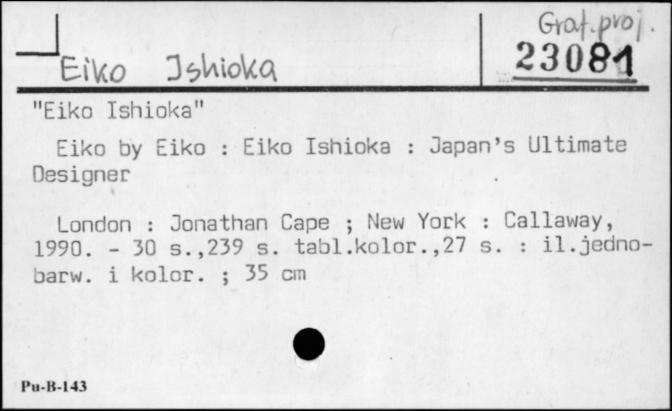 Graf. proj.
23081
Eiko Ishioka
"Eiko Ishioka"
Eiko by Eiko : Eiko Ishioka : Japan's Ultimate
Designer
London : Jonathan Cape ; New York : Callaway,
1990. - 30 s.,239 s. tabl.kolor.,27 s. : il.jedno-
barw. i kolor. ; 35 cm
Pu-B-143